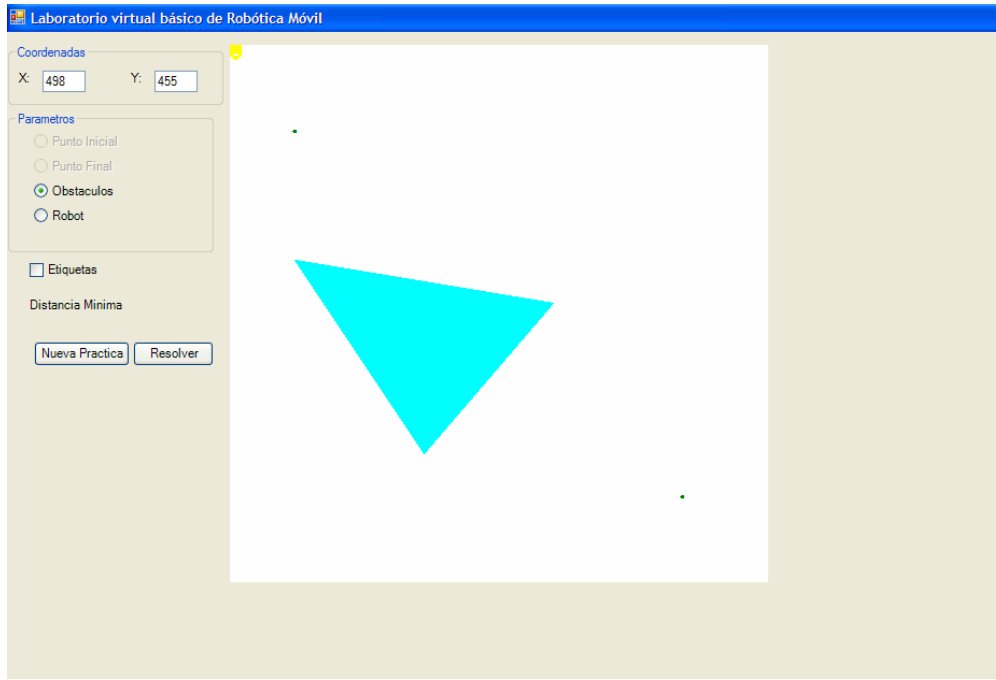 Laboratorio virtual básico de Robótica Móvil
Coordenadas
X: 498 Y: 455
Parametros
Punto Inicial
Punto Final
Obstaculos
Robot
Etiquetas
Distancia Minima
Nueva Practica Resolver